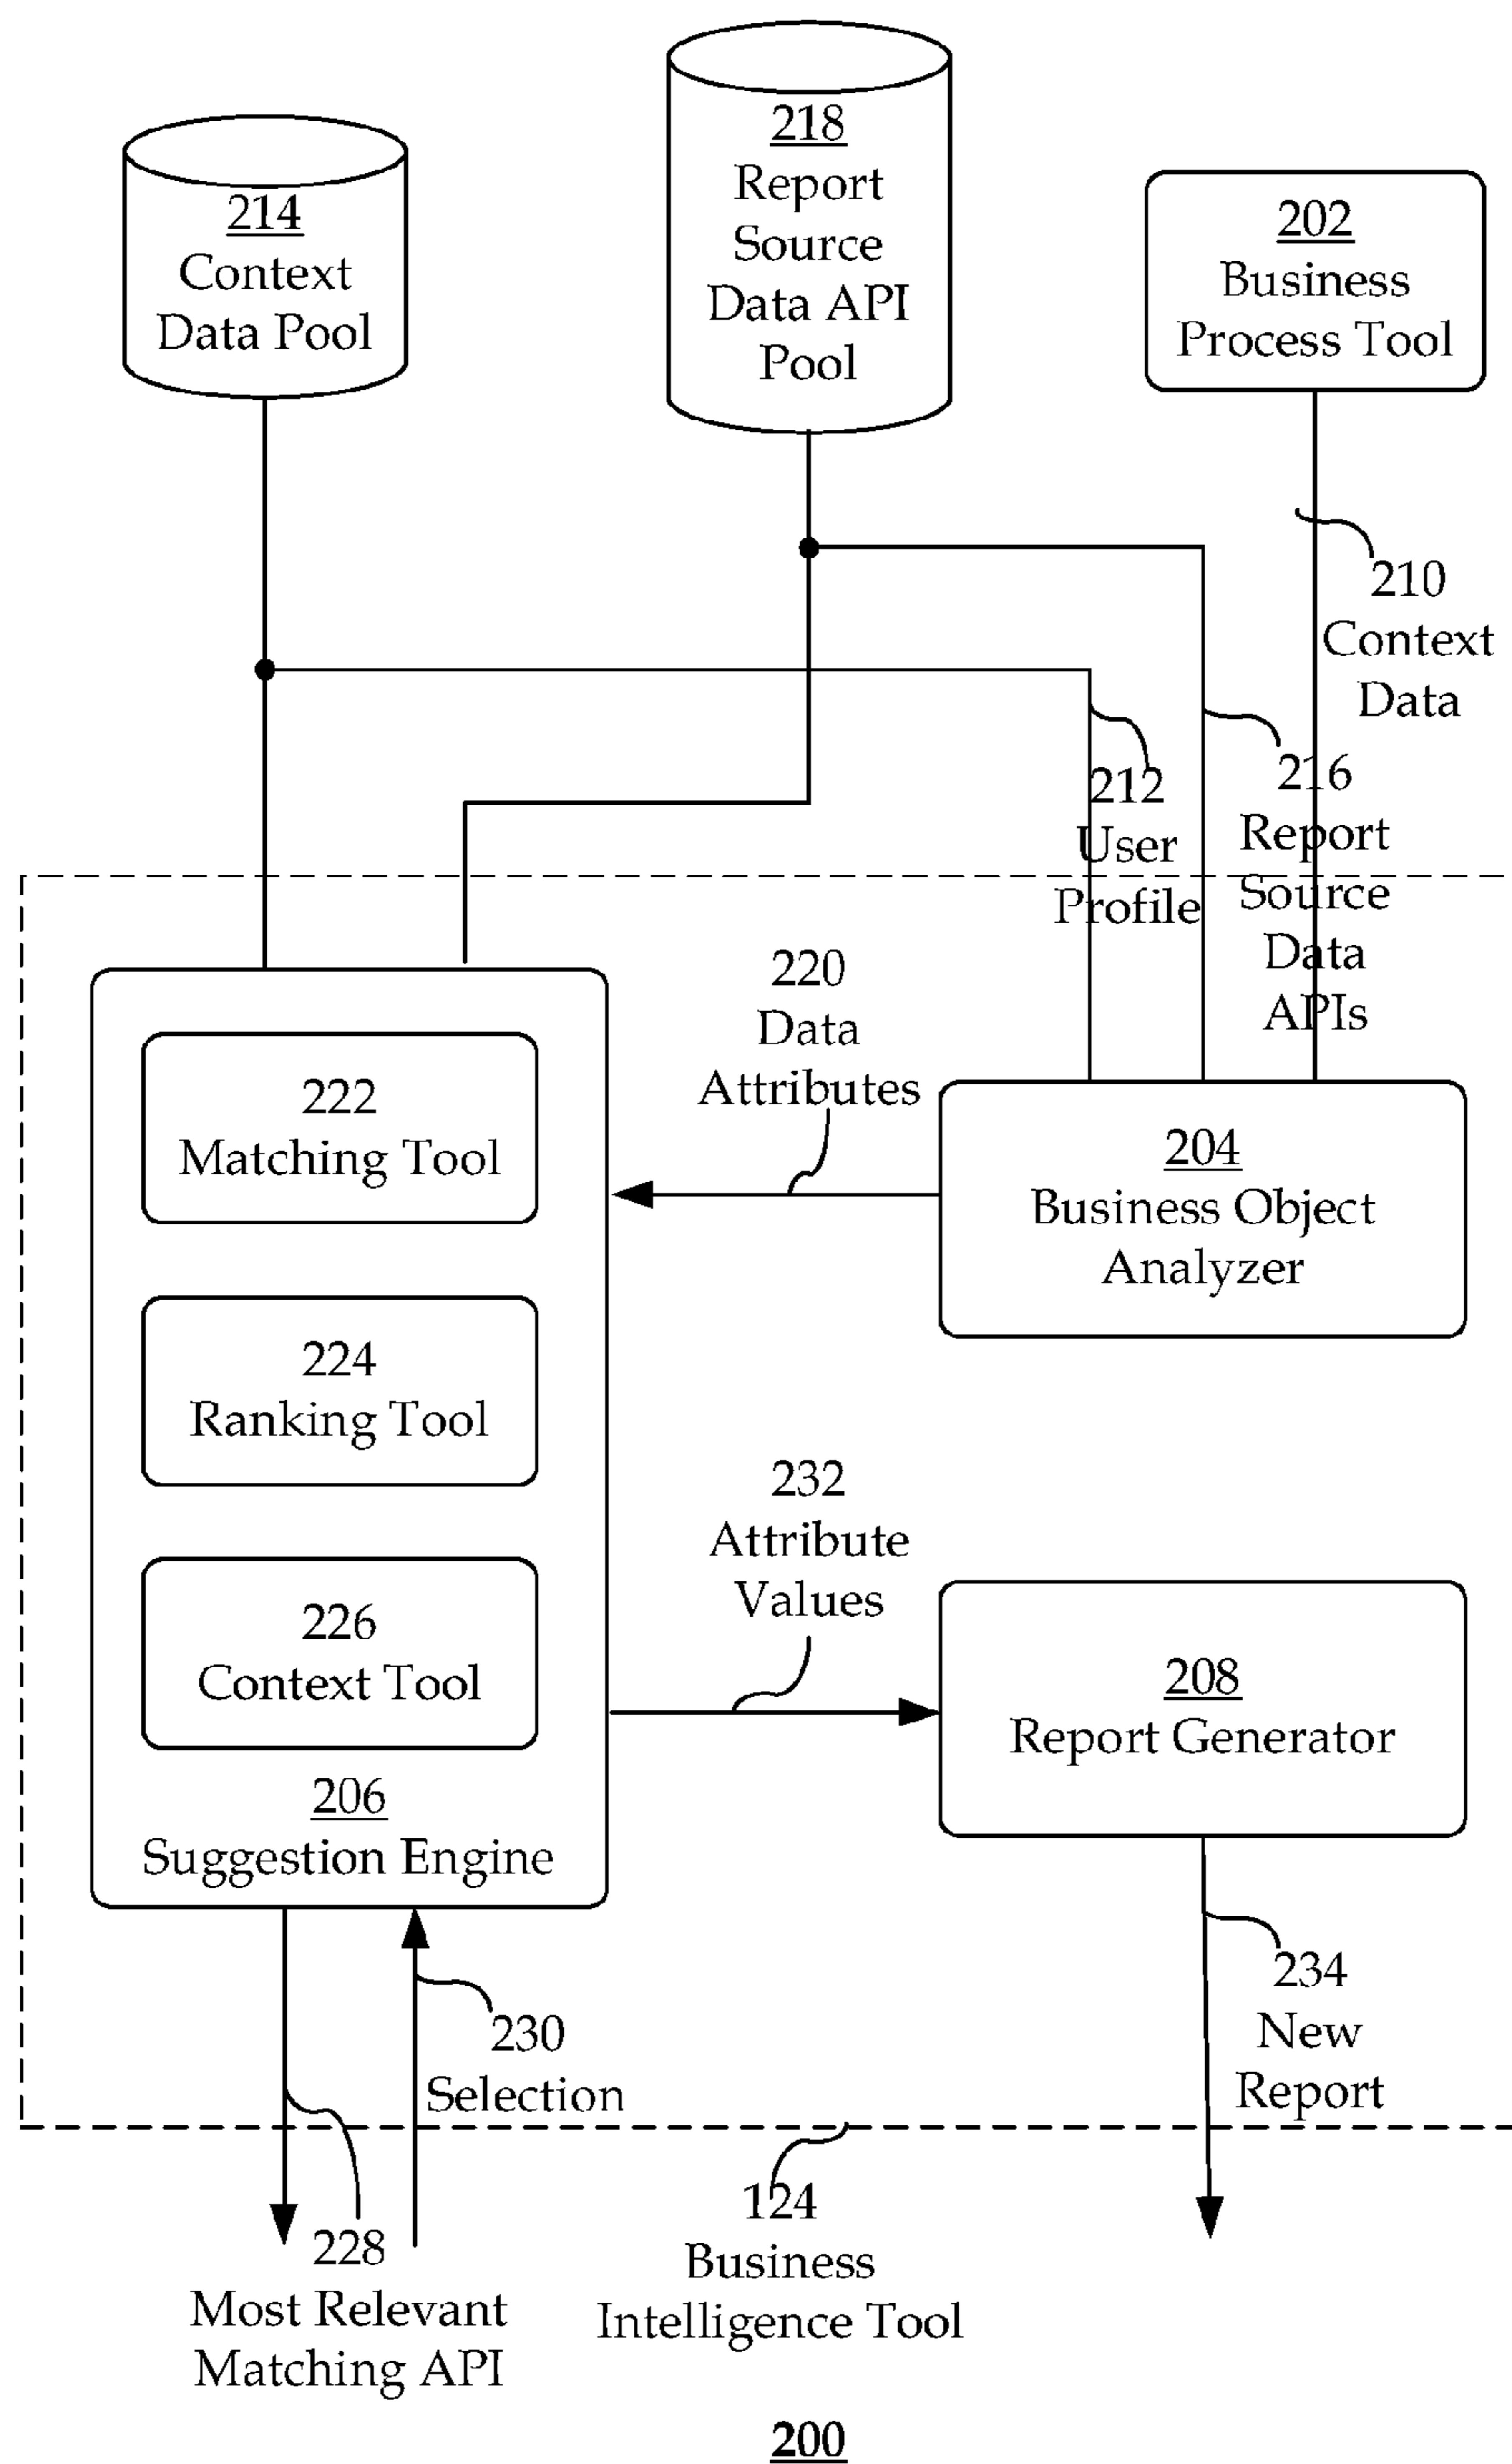 218
Report
Source
Data API
Pool
214
Context
Data Pool
202
Business
Process Tool
210
Context
Data
212
User
Profile
216
Report
Source
Data
APIs
220
Data
Attributes
222
Matching Tool
204
Business Object
Analyzer
224
Ranking Tool
232
Attribute
Values
226
Context Tool
206
Suggestion Engine
208
Report Generator
230
Selection
234
New
Report
228
Most Relevant
Matching API
124
Business
Intelligence Tool
200